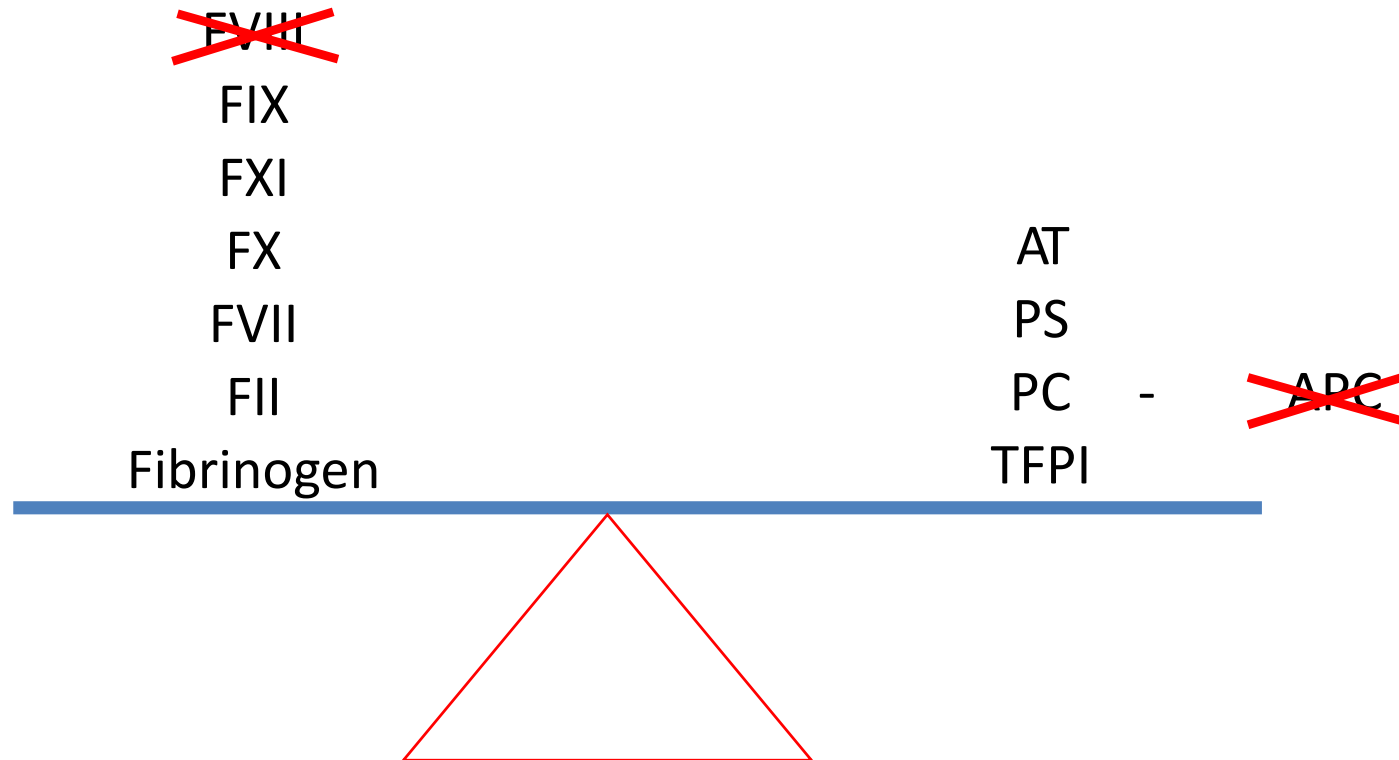 FVIII
FIX
FXI
FX
FVII
FII
Fibrinogen
AT
PS
PC - APC
TFPI